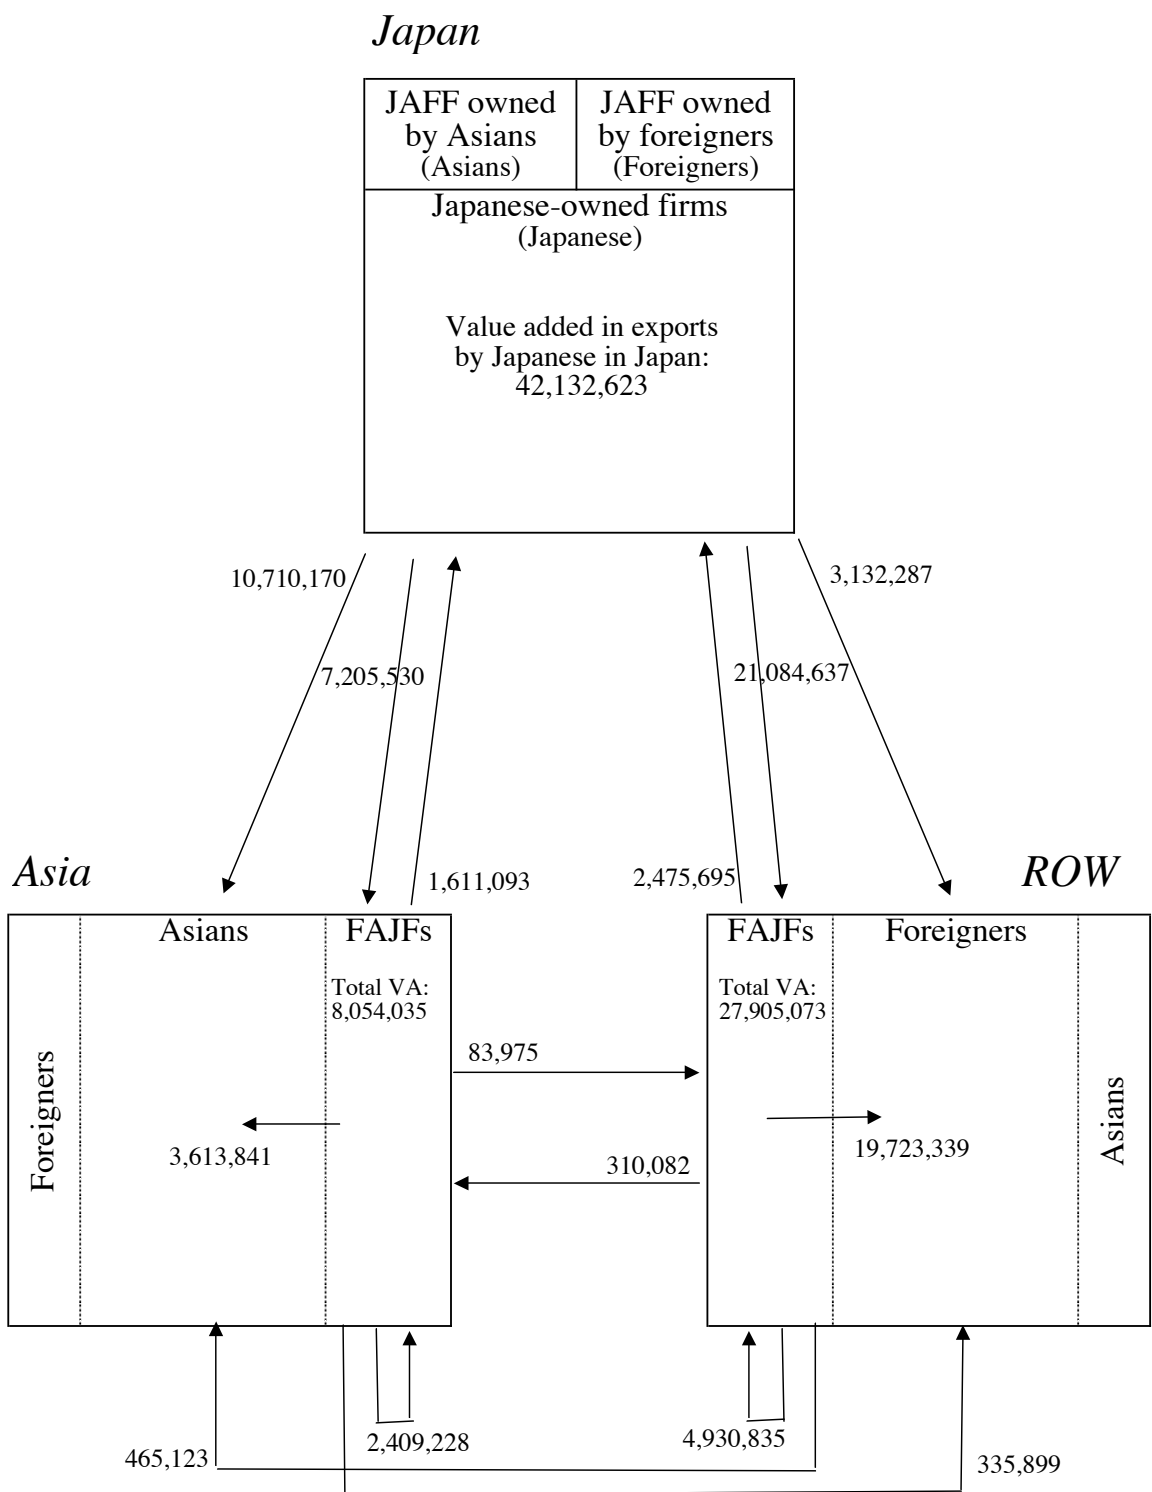 Japan
JAFF owned
by Asians
(Asians)
JAFF owned
by foreigners
(Foreigners)
Japanese-owned firms
(Japanese)
Value added in exports
by Japanese in Japan:
42,132,623
10,710,170
3,132,287
7,205,530
21,084,637
Asia
1,611,093
2,475,695
ROW
Asians
FAJFs
FAJFs
Foreigners
Total VA:
8,054,035
Total VA:
27,905,073
Foreigners
83,975
Asians
3,613,841
19,723,339
310,082
465,123
2,409,228
4,930,835
335,899